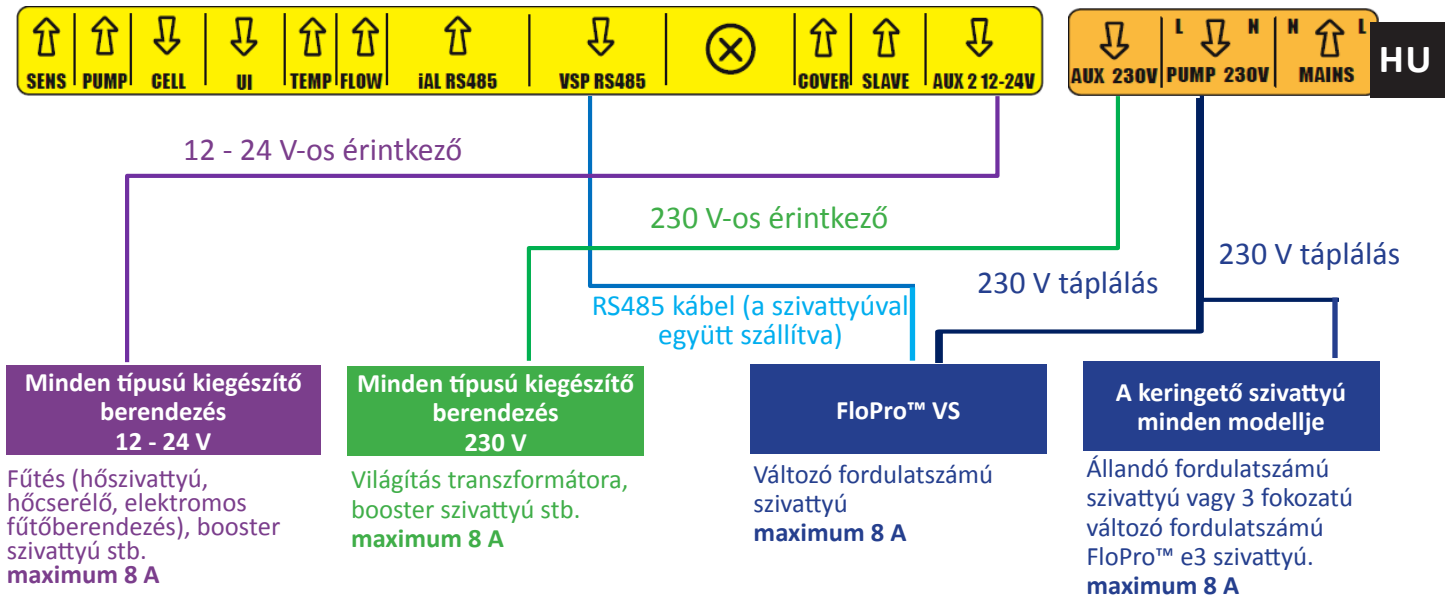 SENS PUMP CELL UI TEMP FLOW iAL RS485 VSP RS485 COVER SLAVE AUX 2 12-24V
L N N L
AUX 230V PUMP 230V MAINS
HU
12 - 24 V-os érintkező
230 V-os érintkező
230 V táplálás
230 V táplálás
RS485 kábel (a szivattyúval
együtt szállítva)
Minden típusú kiegészítő
berendezés
12 - 24 V
Fűtés (hőszivattyú,
hőcserélő, elektromos
fűtőberendezés), booster
szivattyú stb.
maximum 8 A
Minden típusú kiegészítő
berendezés
230 V
Világítás transzformátora,
booster szivattyú stb.
maximum 8 A
FloPro™ VS
Változó fordulatszámú
szivattyú
maximum 8 A
A keringető szivattyú
minden modellje
Állandó fordulatszámú
szivattyú vagy 3 fokozatú
változó fordulatszámú
FloPro™ e3 szivattyú.
maximum 8 A